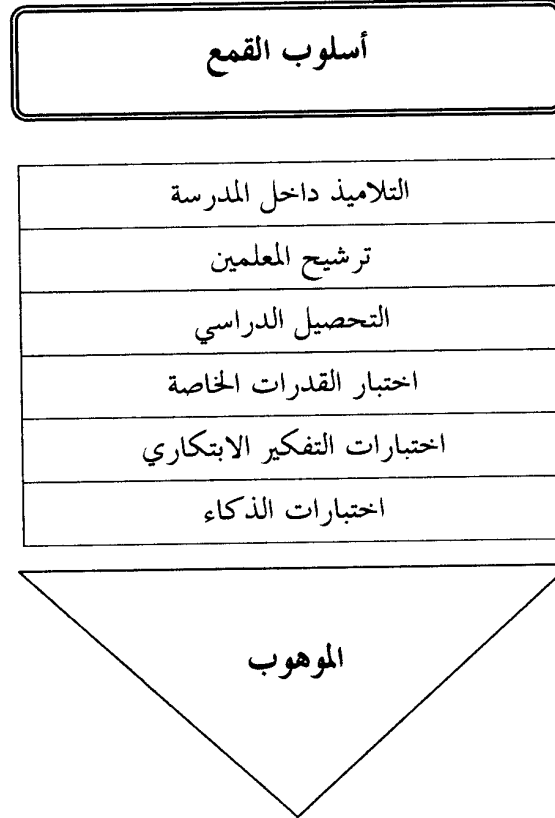 أسلوب القمع
التلاميذ داخل المدرسة
ترشيح المعلمين
التحصيل الدراسي
اختبار القدرات الخاصة
اختبارات التفكير الابتكاري
اختبارات الذكاء
الموهوب